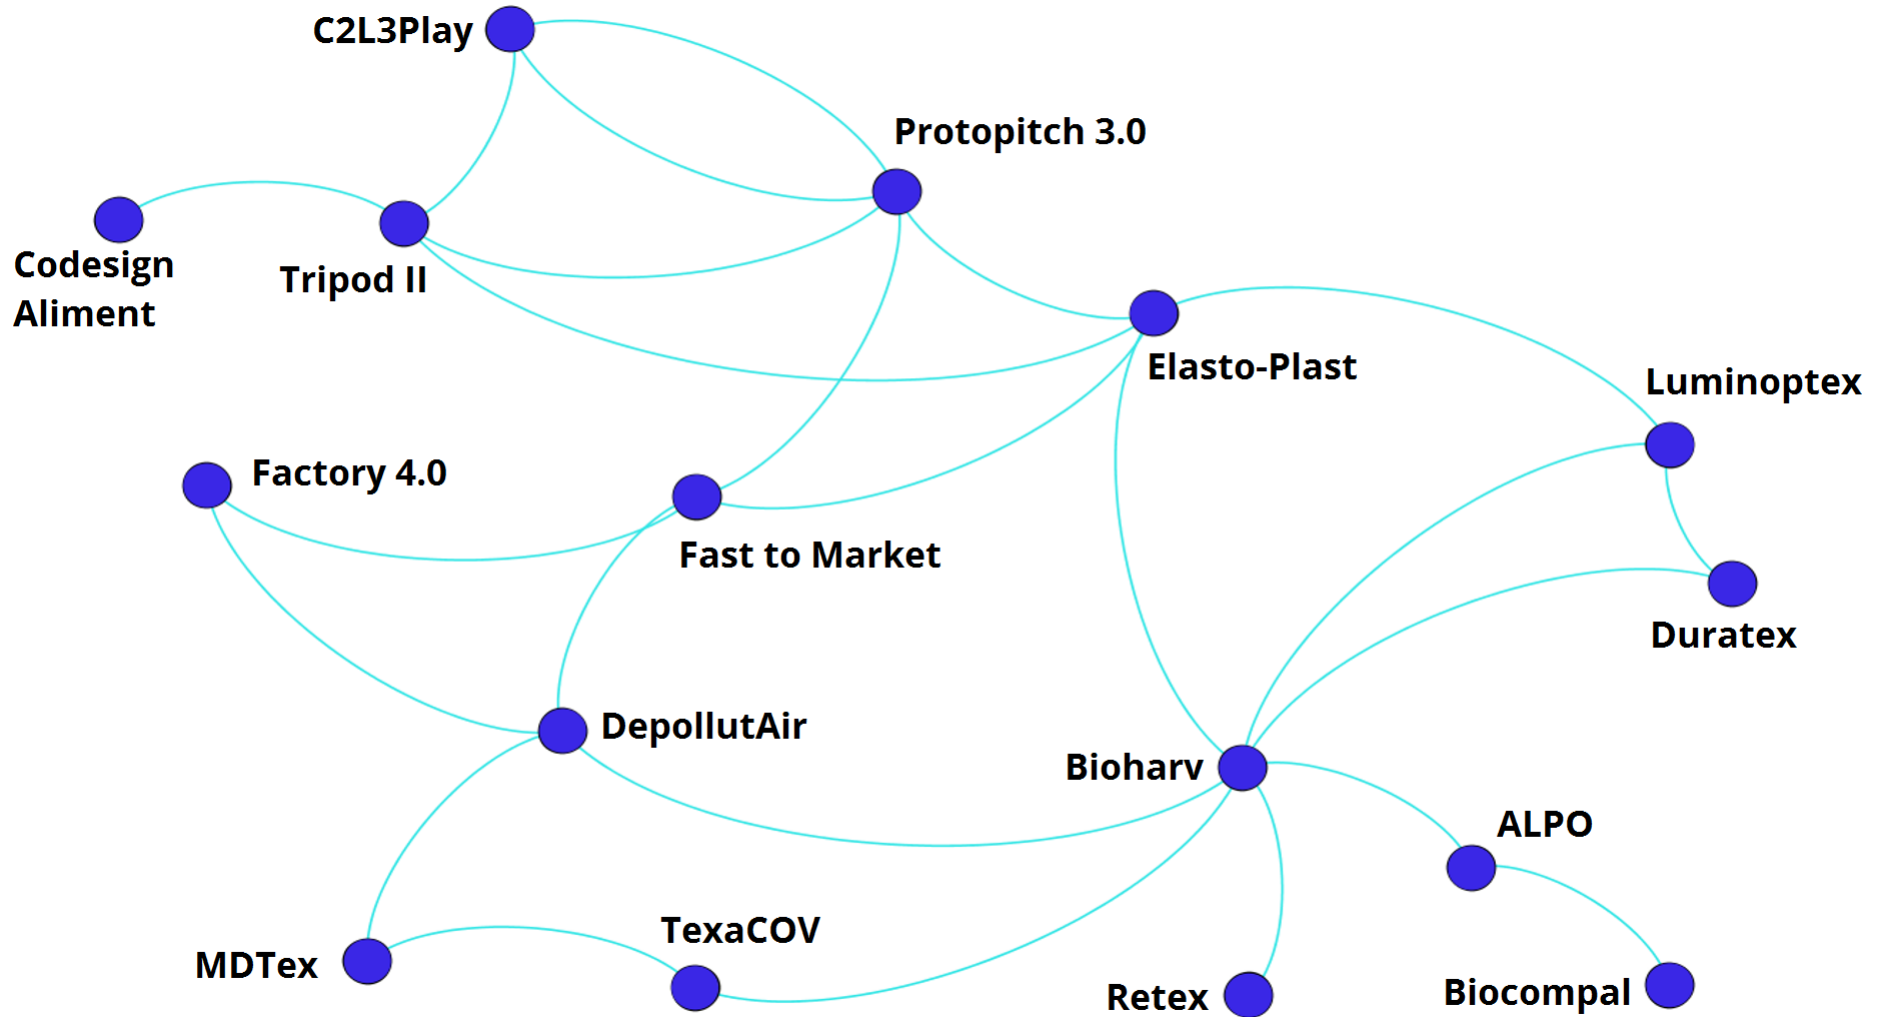 C2L3Play
Protopitch 3.0
Codesign
Aliment
Tripod II
Elasto-Plast
Luminoptex
Factory 4.0
Fast to Market
Duratex
DepollutAir
Bioharv
ALPO
TexaCOV
MDTex
Retex
Biocompal